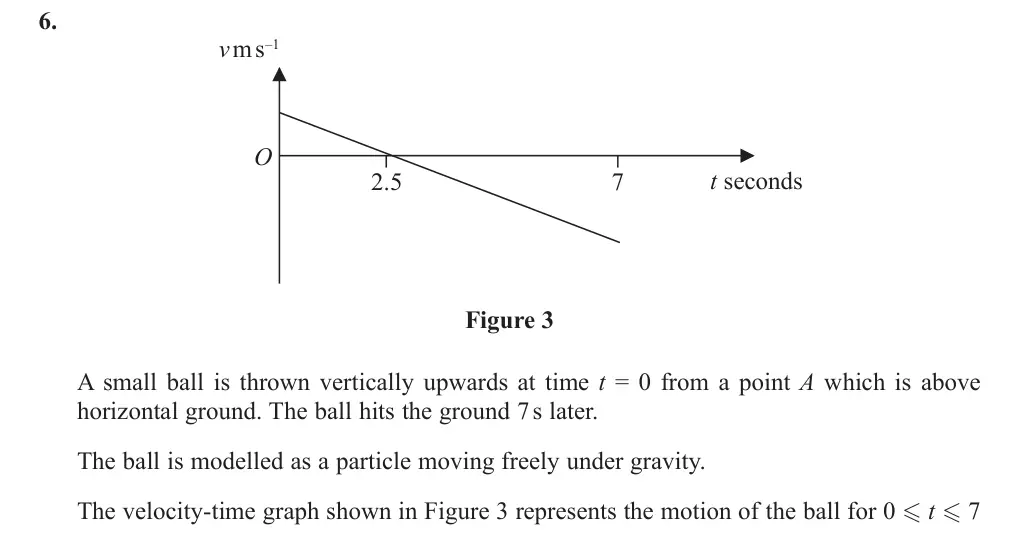 6.
v m s⁻¹
O
2.5
7
t seconds
Figure 3
A small ball is thrown vertically upwards at time t = 0 from a point A which is above
horizontal ground. The ball hits the ground 7 s later.
The ball is modelled as a particle moving freely under gravity.
The velocity-time graph shown in Figure 3 represents the motion of the ball for 0 ⩽ t ⩽ 7